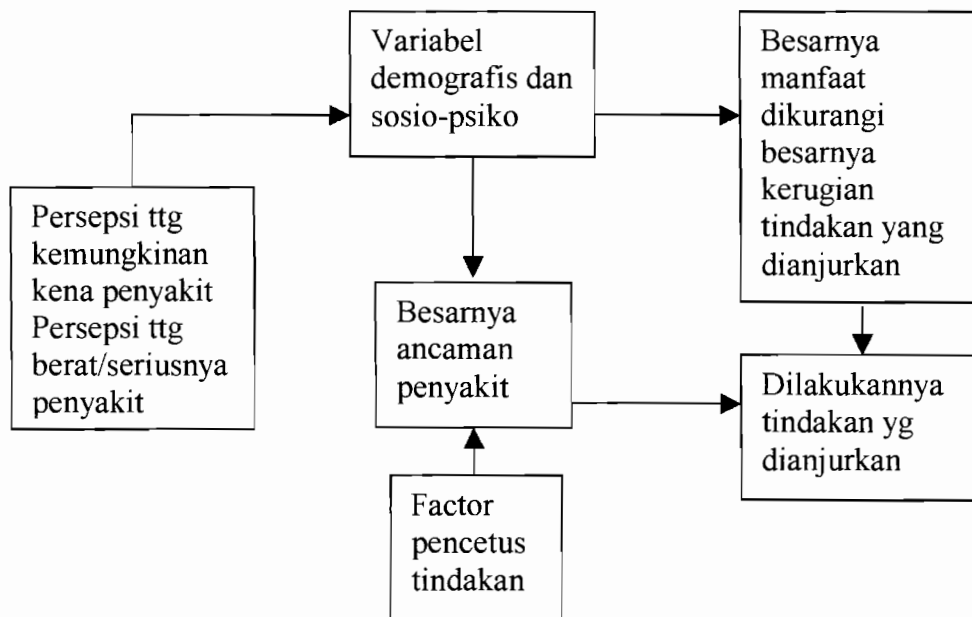 Variabel
demografis dan
sosio-psiko
Besarnya
manfaat
dikurangi
besarnya
kerugian
tindakan yang
dianjurkan
Persepsi ttg
kemungkinan
kena penyakit
Persepsi ttg
berat/seriusnya
penyakit
Besarnya
ancaman
penyakit
Dilakukannya
tindakan yg
dianjurkan
Factor
pencetus
tindakan